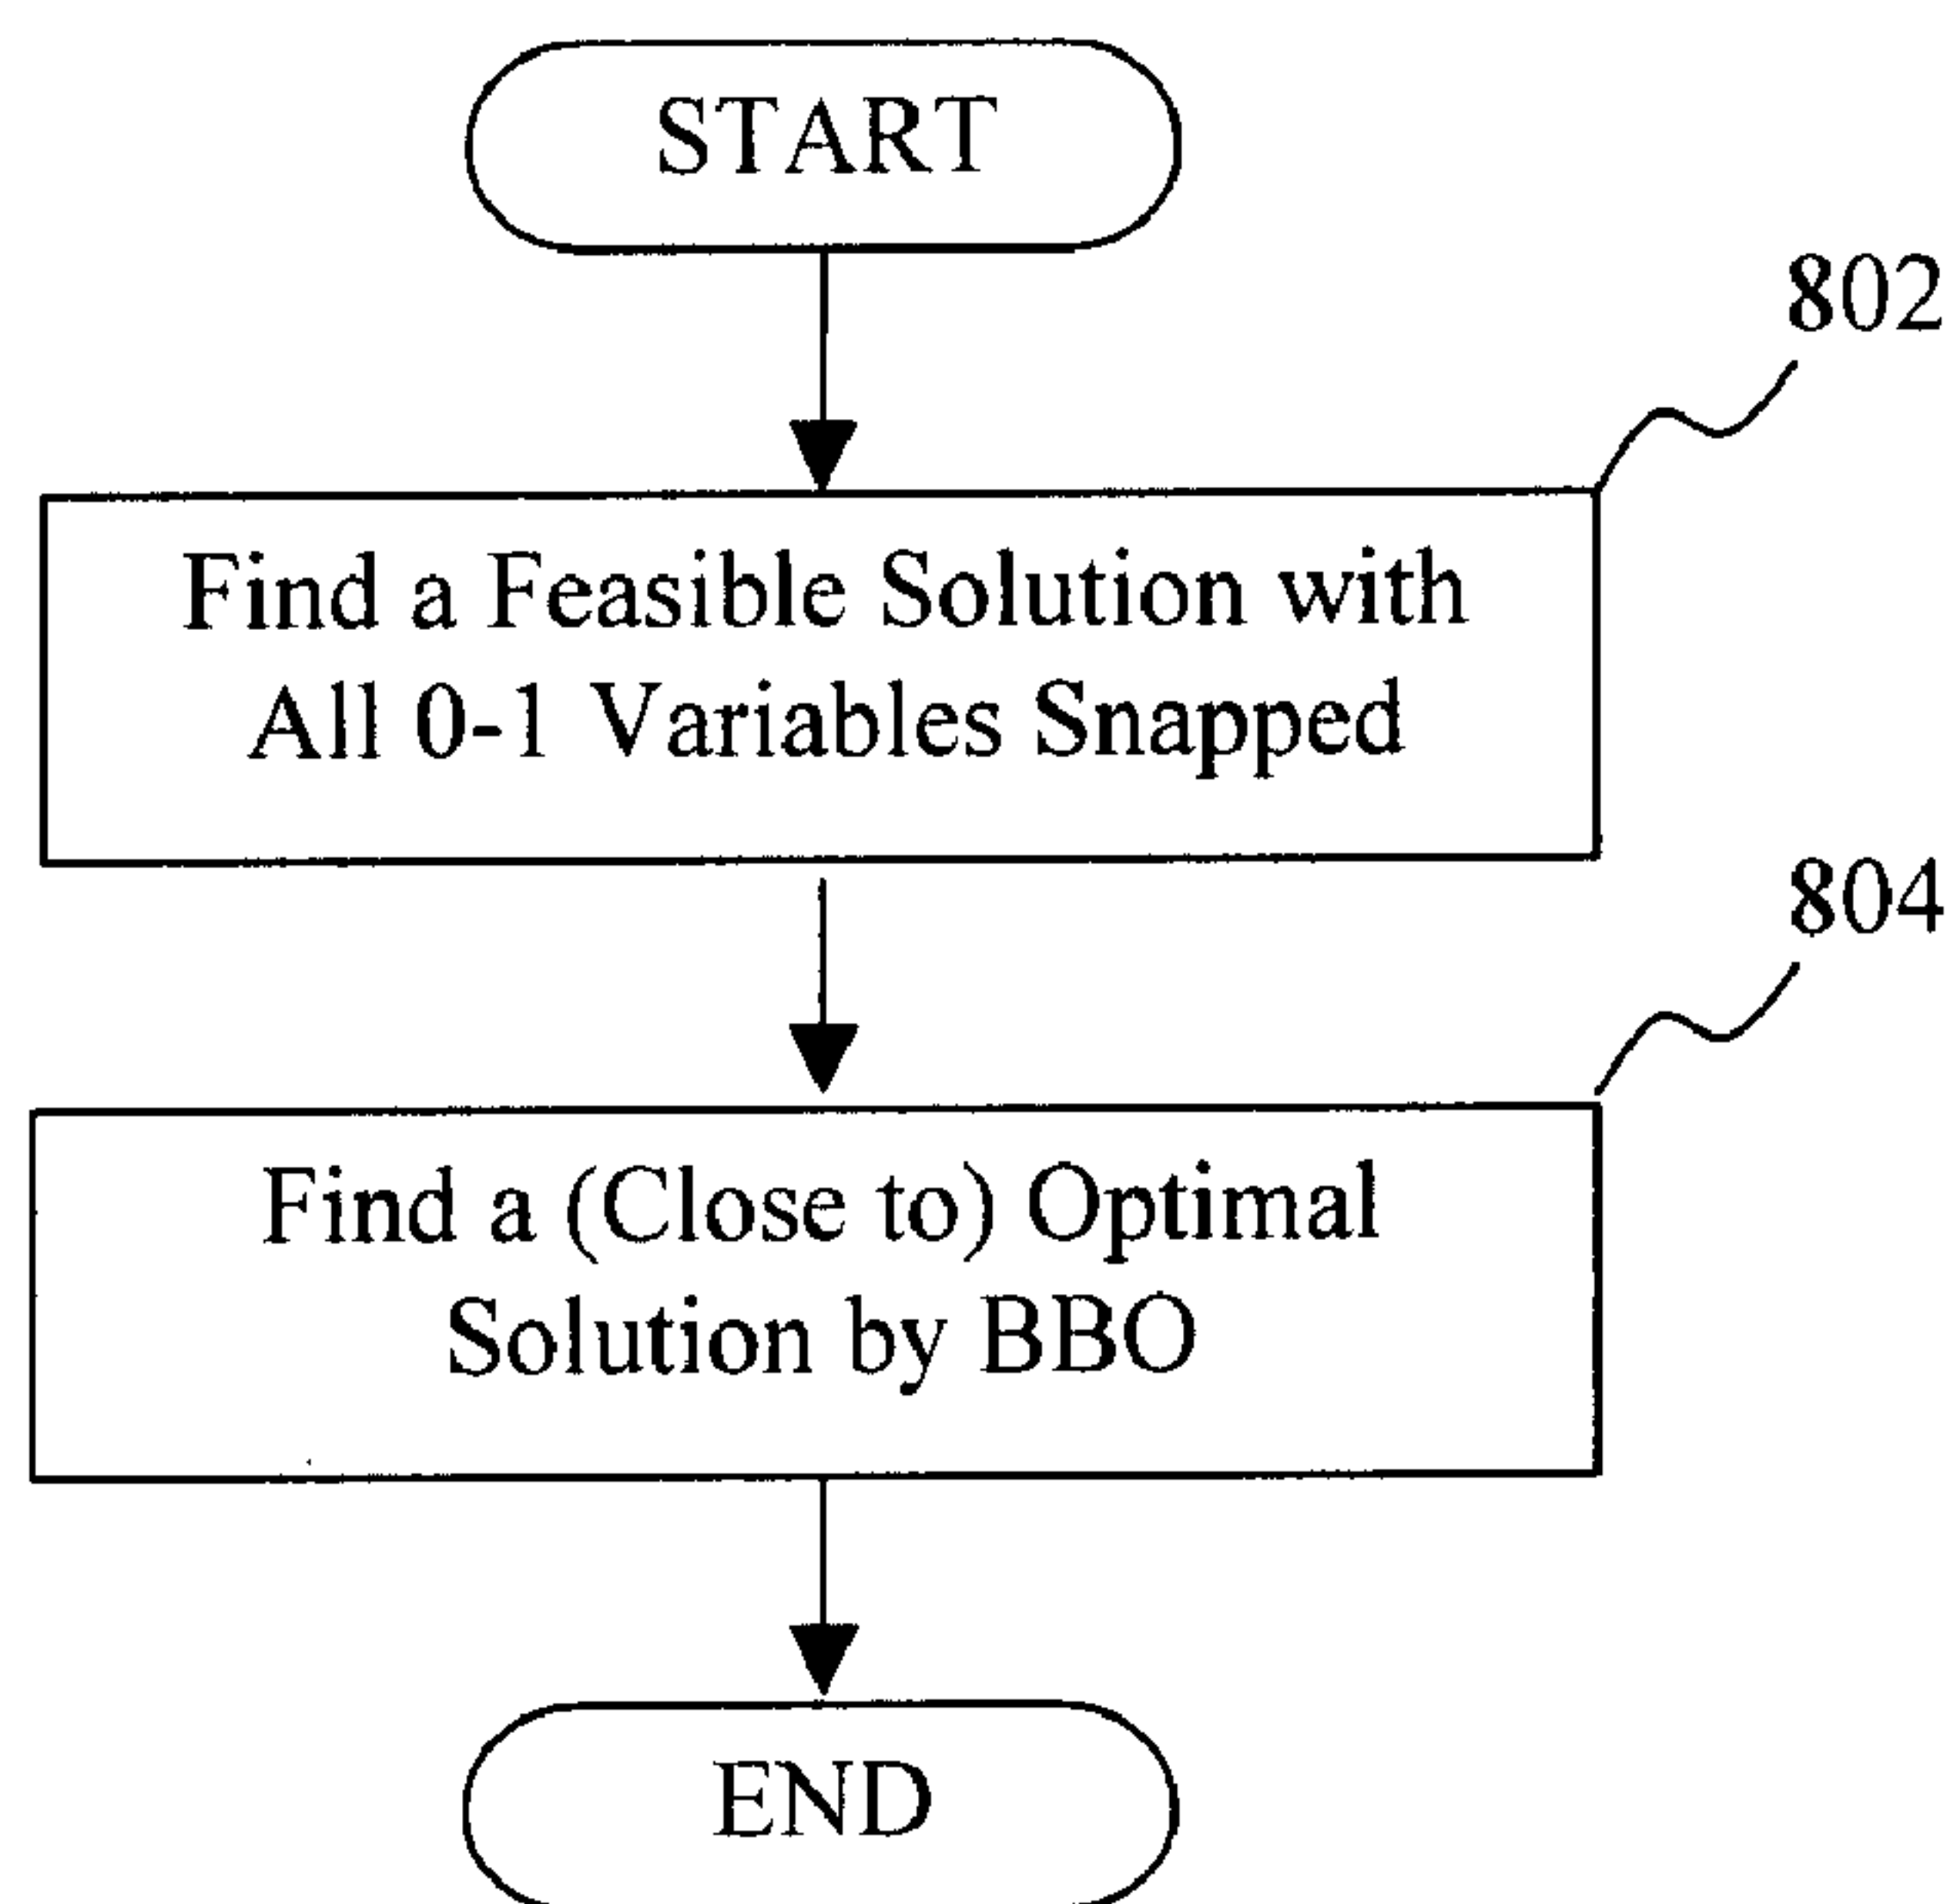 START
802
Find a Feasible Solution with
All 0-1 Variables Snapped
804
Find a (Close to) Optimal
Solution by BBO
END